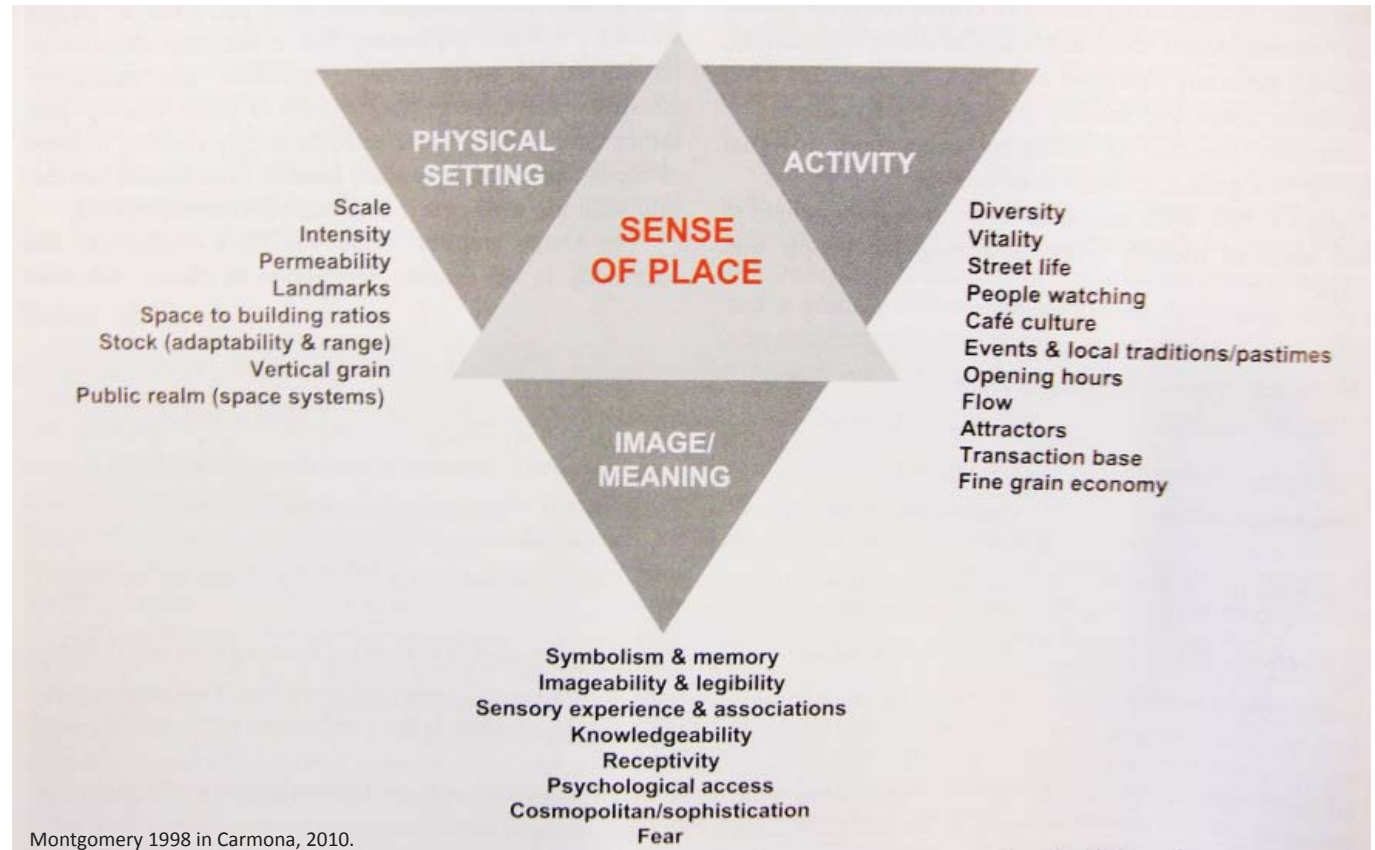 PHYSICAL
SETTING
ACTIVITY
SENSE
OF PLACE
Scale
Intensity
Permeability
Landmarks
Space to building ratios
Stock (adaptability & range)
Vertical grain
Public realm (space systems)
Diversity
Vitality
Street life
People watching
Café culture
Events & local traditions/pastimes
Opening hours
Flow
Attractors
Transaction base
Fine grain economy
IMAGE/
MEANING
Symbolism & memory
Imageability & legibility
Sensory experience & associations
Knowledgeability
Receptivity
Psychological access
Cosmopolitan/sophistication
Fear
Montgomery 1998 in Carmona, 2010.